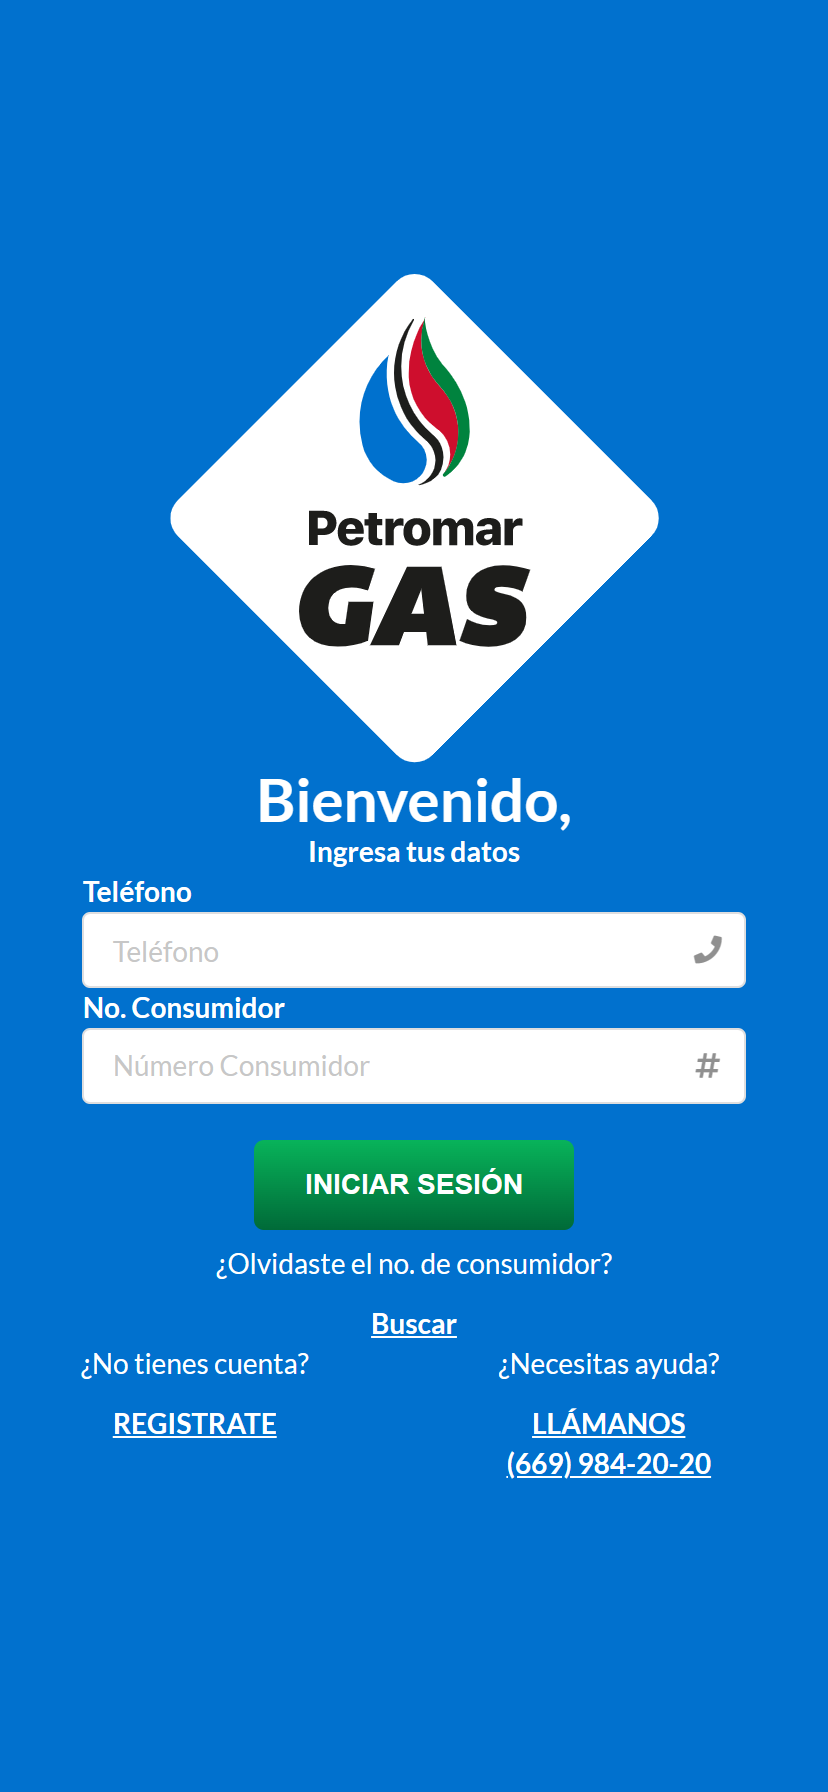 Petromar
GAS
Bienvenido,
Ingresa tus datos
Teléfono
Teléfono
No. Consumidor
Número Consumidor
#
INICIAR SESIÓN
¿Olvidaste el no. de consumidor?
Buscar
¿No tienes cuenta?
REGISTRATE
¿Necesitas ayuda?
LLÁMANOS
(669) 984-20-20